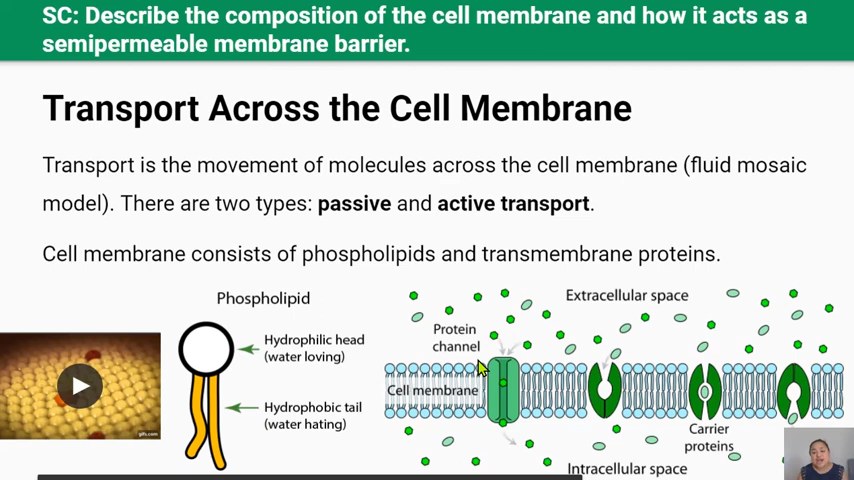 SC: Describe the composition of the cell membrane and how it acts as a
semipermeable membrane barrier.
Transport Across the Cell Membrane
Transport is the movement of molecules across the cell membrane (fluid mosaic
model). There are two types: passive and active transport.
Cell membrane consists of phospholipids and transmembrane proteins.
Phospholipid
Hydrophilic head
(water loving)
Hydrophobic tail
(water hating)
Extracellular space
Protein
channel
Cell membrane
Carrier
proteins
Intracellular space
gifs.com